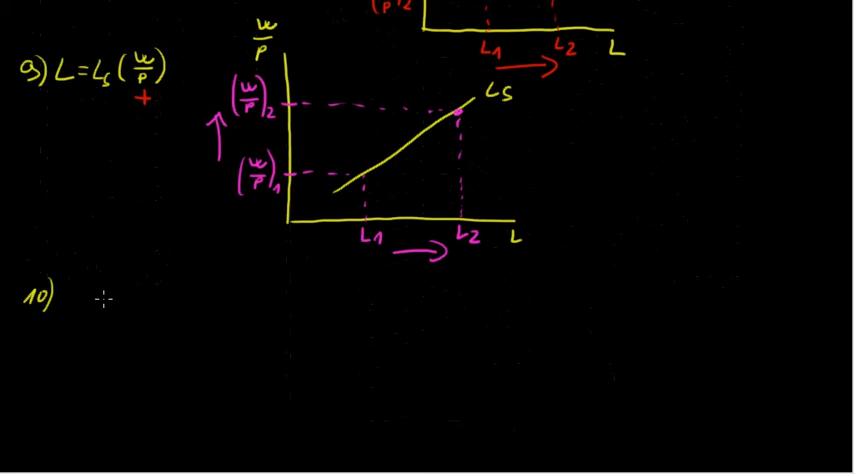 (P)2
L1 L2 L
W/P
9) L = Ls (W/P)
+
(W/P)2
Ls
(W/P)1
L1 L2 L
10)